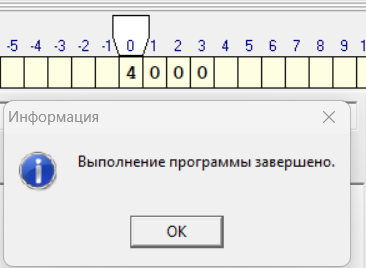 -5 -4 -3 -2 -1 0 1 2 3 4 5 6 7 8 9
4 0 0 0
Информация
Выполнение программы завершено.
OK